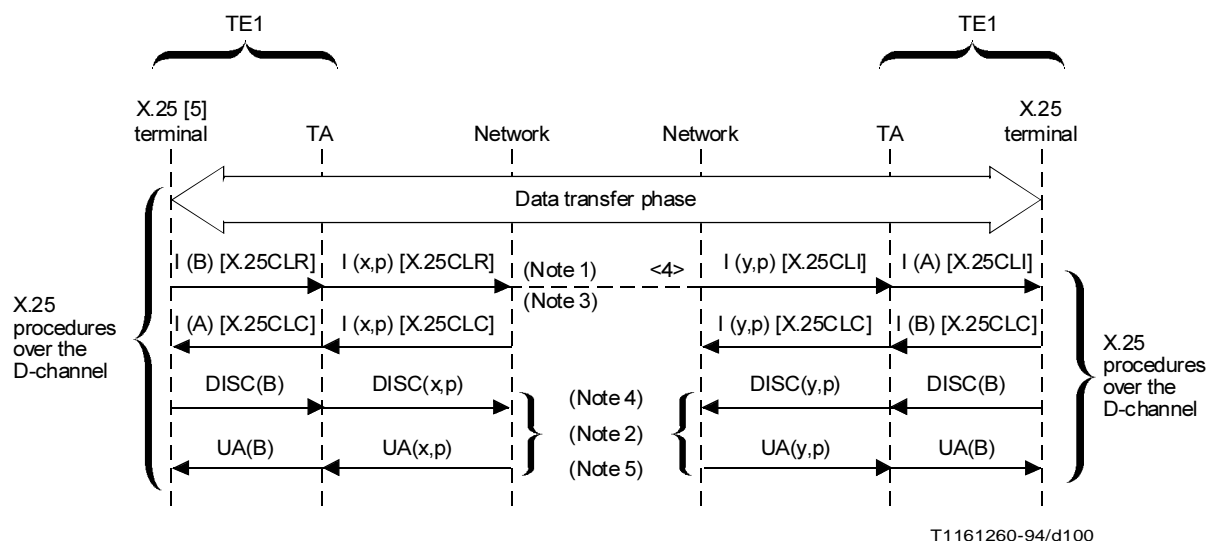 TE1 TE1
X.25 [5]
terminal TA Network Network TA X.25
terminal
Data transfer phase
I (B) [X.25CLR] I (x,p) [X.25CLR] (Note 1) <4> I (y,p) [X.25CLI] I (A) [X.25CLI]
(Note 3)
X.25
procedures
over the
D-channel
I (A) [X.25CLC] I (x,p) [X.25CLC] I (y,p) [X.25CLC] I (B) [X.25CLC]
X.25
procedures
over the
D-channel
DISC(B) DISC(x,p) (Note 4) DISC(y,p) DISC(B)
(Note 2)
UA(B) UA(x,p) (Note 5) UA(y,p) UA(B)
T1161260-94/d100